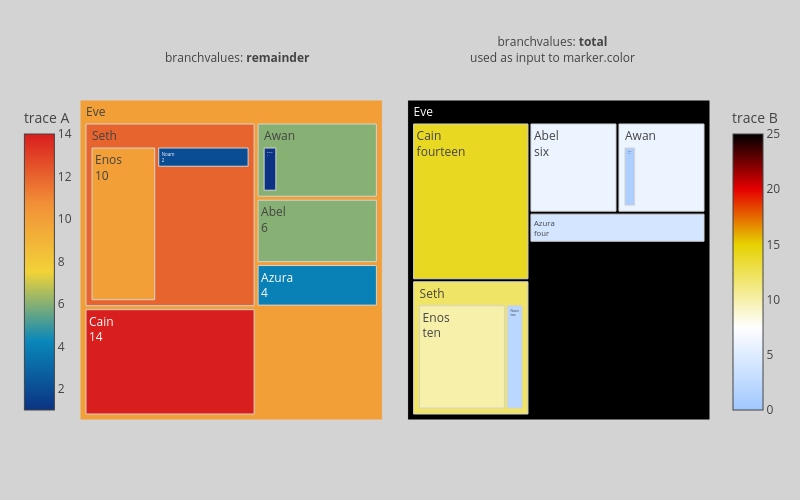 branchvalues: remainder
branchvalues: total
used as input to marker.color
trace A
14
12
10
8
6
4
2
Eve
Seth
Enos
10
Noam
2
Awan
Abel
6
Azura
4
Cain
14
Eve
Cain
fourteen
Abel
six
Awan
Azura
four
Seth
Enos
ten
Noam
two
trace B
25
20
15
10
5
0